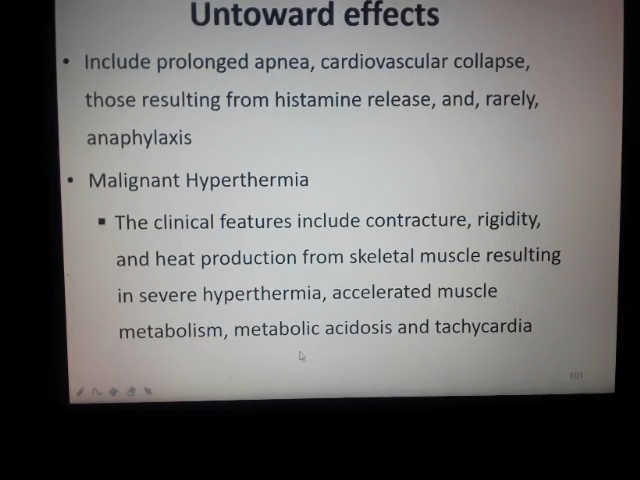 Untoward effects
• Include prolonged apnea, cardiovascular collapse,
those resulting from histamine release, and, rarely,
anaphylaxis
• Malignant Hyperthermia
▪ The clinical features include contracture, rigidity,
and heat production from skeletal muscle resulting
in severe hyperthermia, accelerated muscle
metabolism, metabolic acidosis and tachycardia
101